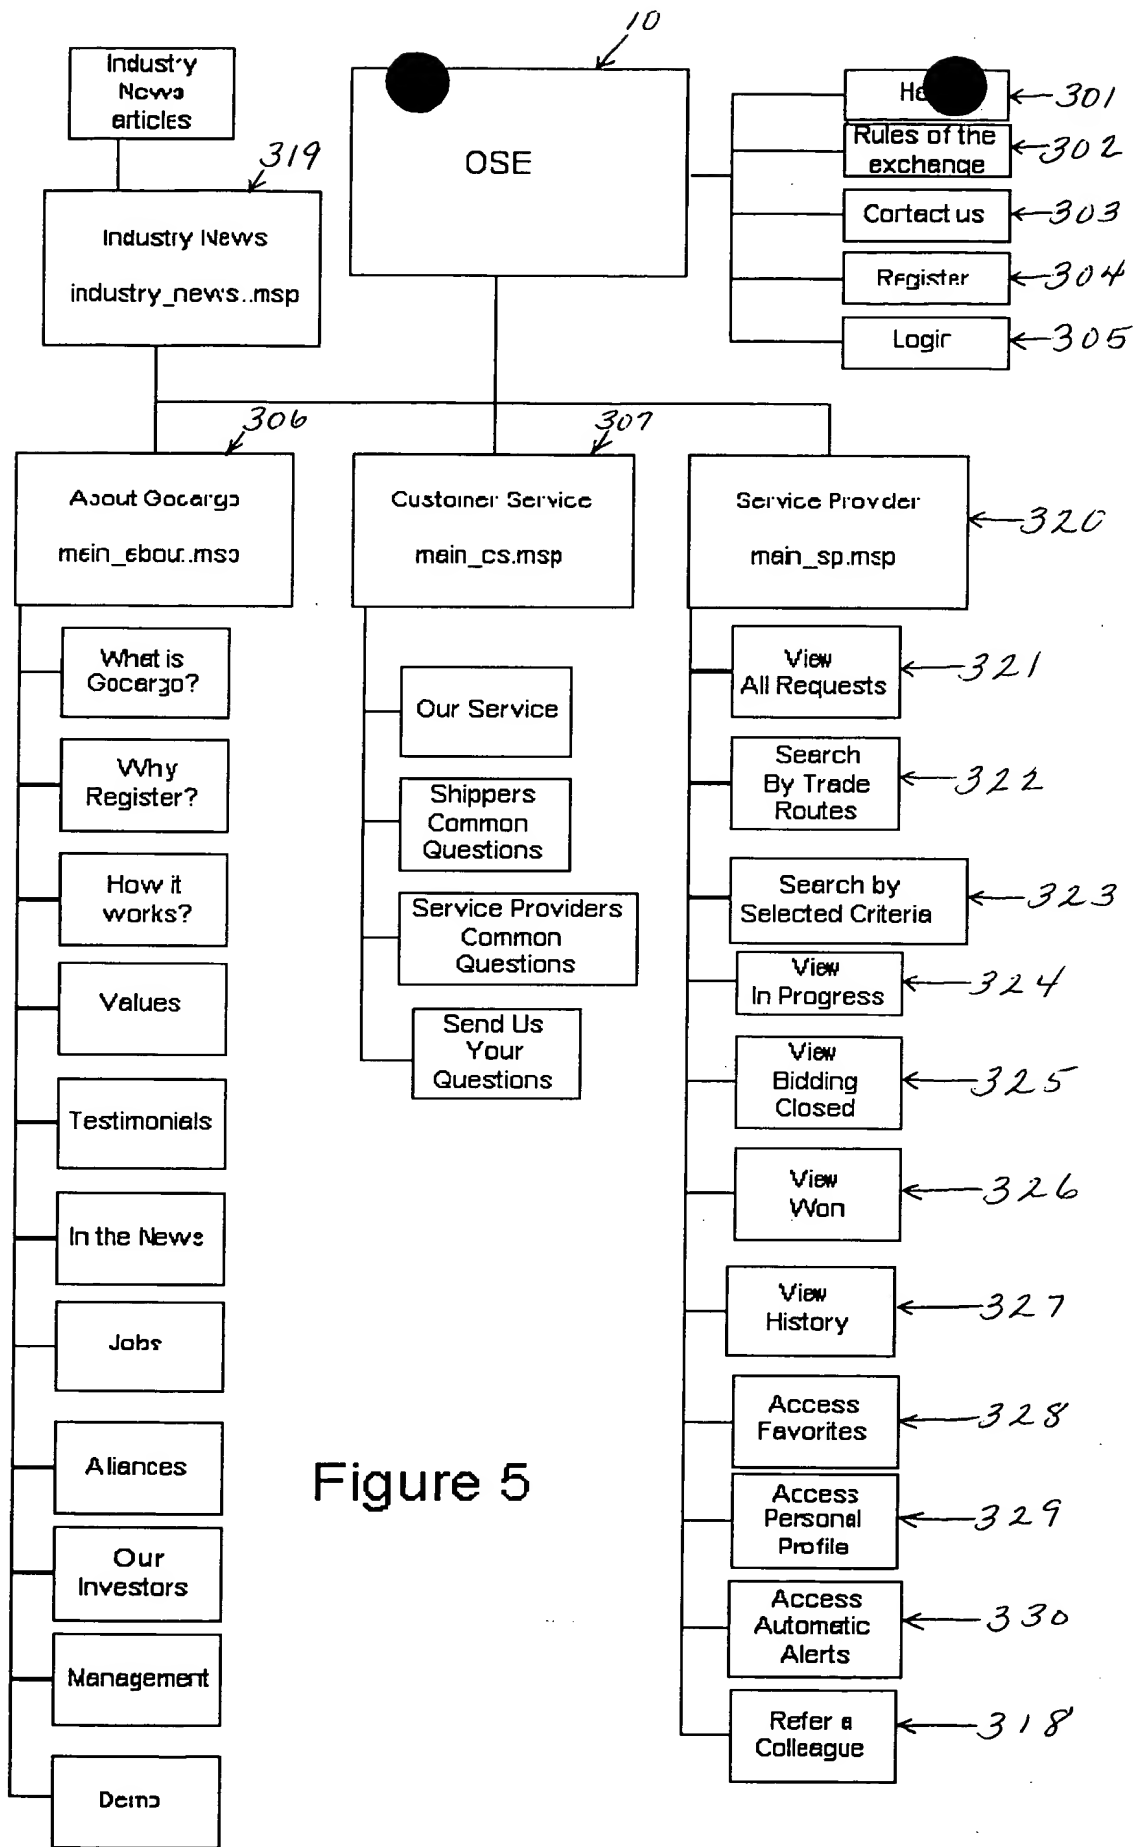 10
Industry
News
articles
319
Industry News
industry_news..msp
OSE
301
Rules of the
exchange
302
Contact us
303
Register
304
Login
305
306
About Gocargo
main_about.msp
307
Customer Service
main_cs.msp
Service Provder
main_sp.msp
320
What is
Gocargo?
Why
Register?
How it
works?
Values
Testimonials
In the News
Jobs
Aliances
Our
Investors
Management
Demo
Our Service
Shippers
Common
Questions
Service Providers
Common
Questions
Send Us
Your
Questions
View
All Requests
321
Search
By Trade
Routes
322
Search by
Selected Criteria
323
View
In Progress
324
View
Bidding
Closed
325
View
Won
326
View
History
327
Access
Favorites
328
Access
Personal
Profile
329
Access
Automatic
Alerts
330
Refer a
Colleague
318
Figure 5